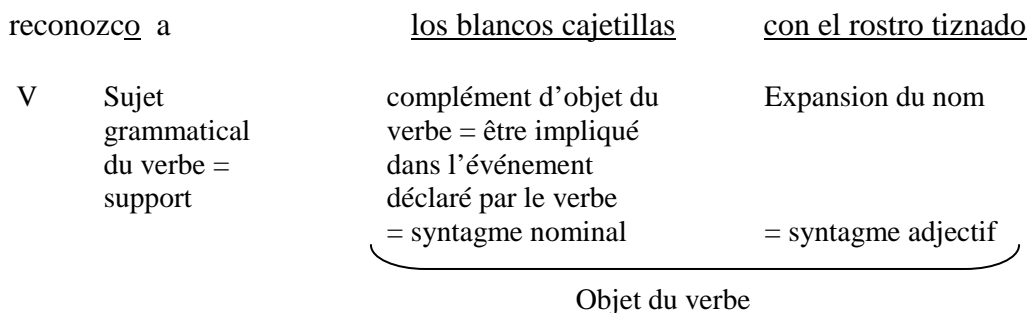 reconozco a los blancos cajetillas con el rostro tiznado
V Sujet complément d’objet du Expansion du nom
grammatical verbe = être impliqué
du verbe = dans l’événement
support déclaré par le verbe
= syntagme nominal = syntagme adjectif
Objet du verbe